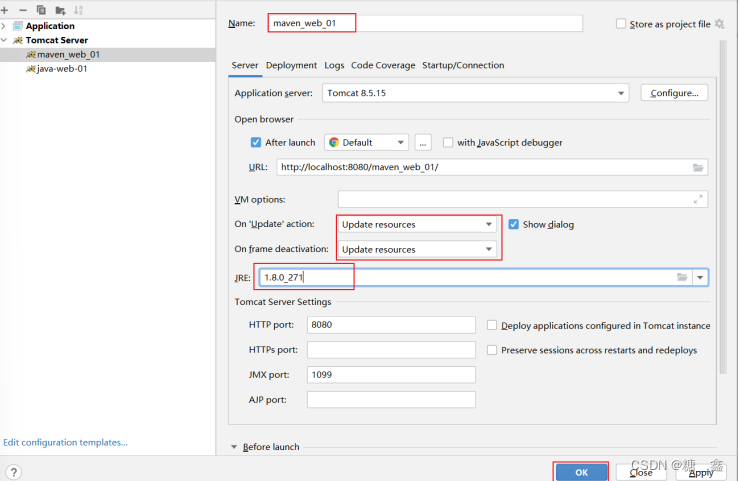 Application
Tomcat Server
maven_web_01
java-web-01
Edit configuration templates...
?
Name: maven_web_01
Store as project file
Server Deployment Logs Code Coverage Startup/Connection
Application server: Tomcat 8.5.15 Configure...
Open browser
After launch Default ... with JavaScript debugger
URL: http://localhost:8080/maven_web_01/
VM options:
On 'Update' action: Update resources Show dialog
On frame deactivation: Update resources
JRE: 1.8.0_271
Tomcat Server Settings
HTTP port: 8080 Deploy applications configured in Tomcat instance
HTTPs port: Preserve sessions across restarts and redeploys
JMX port: 1099
AJP port:
Before launch
OK Close Apply
CSDN @糖__鑫